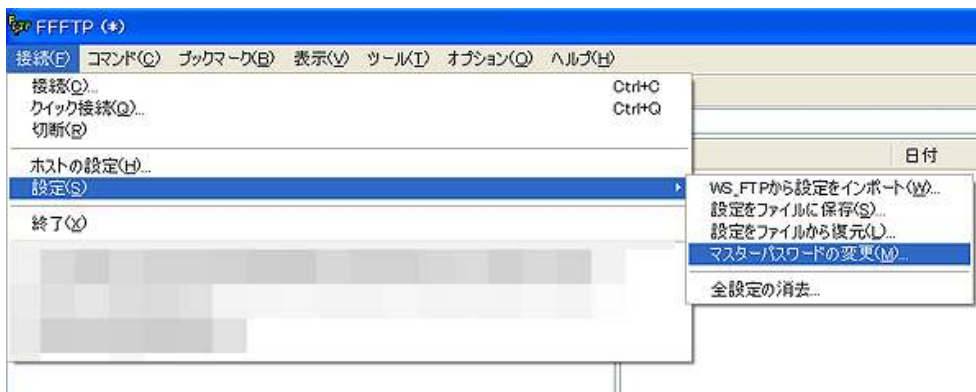 FFFTP (*)
接続(F) コマンド(C) ブックマーク(B) 表示(V) ツール(T) オプション(O) ヘルプ(H)
接続(C)... Ctrl+C
クイック接続(Q)... Ctrl+Q
切断(R)
ホストの設定(H)...
設定(S)
終了(X)
日付
WS_FTPから設定をインポート(W)...
設定をファイルに保存(S)...
設定をファイルから復元(L)...
マスターパスワードの変更(M)...
全設定の消去...